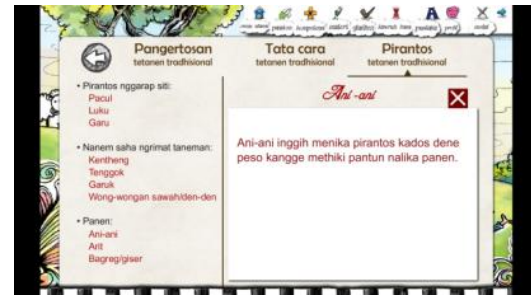 Pangertosan
tetanen tradhisional
Tata cara
tetanen tradhisional
Pirantos
tetanen tradhisional
• Pirantos nggarap siti:
Pacul
Luku
Garu
• Nanem saha ngrimat taneman:
Kentheng
Tenggok
Garuk
Wong-wongan sawah/den-den
• Panen:
Ani-ani
Arit
Bagreg/giser
Ani-ani
X
Ani-ani inggih menika pirantos kados dene
peso kangge methiki pantun nalika panen.